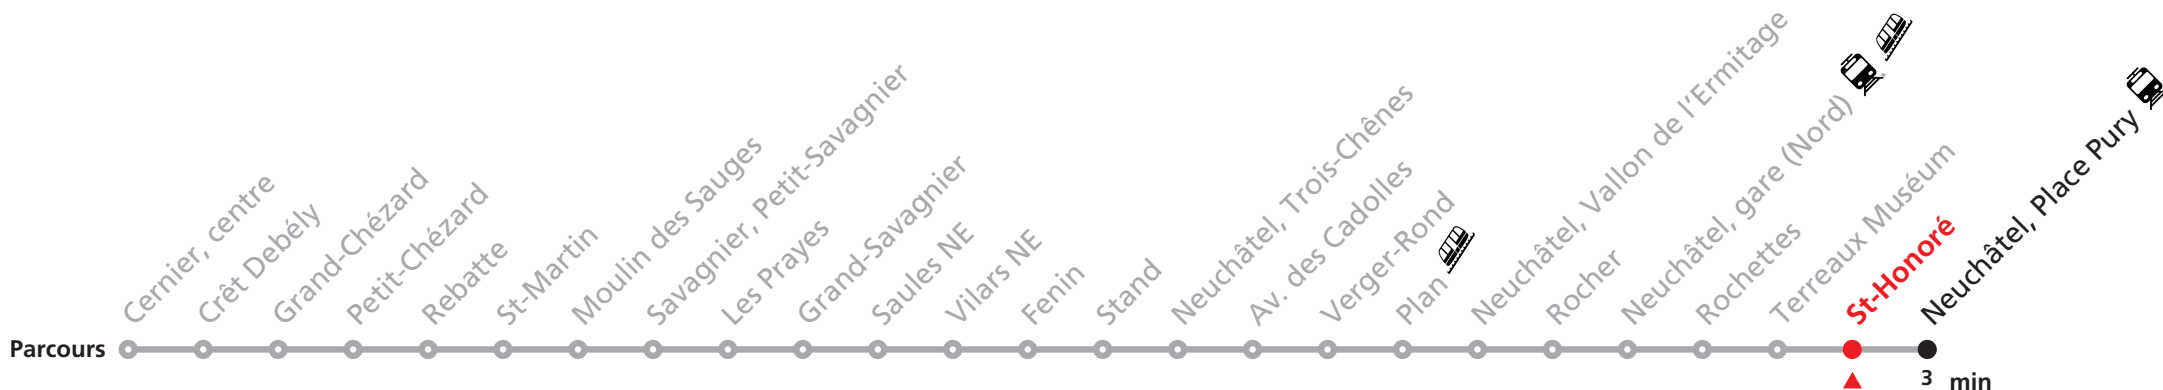 Cernier, centre
Crêt Debély
Grand-Chézard
Petit-Chézard
Rebatte
St-Martin
Moulin des Sauges
Savagnier, Petit-Savagnier
Les Prayes
Grand-Savagnier
Saules NE
Vilars NE
Fenin
Stand
Neuchâtel, Trois-Chênes
Av. des Cadolles
Verger-Rond
Plan
Neuchâtel, Vallon de l'Ermitage
Rocher
Neuchâtel, gare (Nord)
Rochettes
Terreaux Muséum
St-Honoré
Neuchâtel, Place Pury
Parcours
3 min